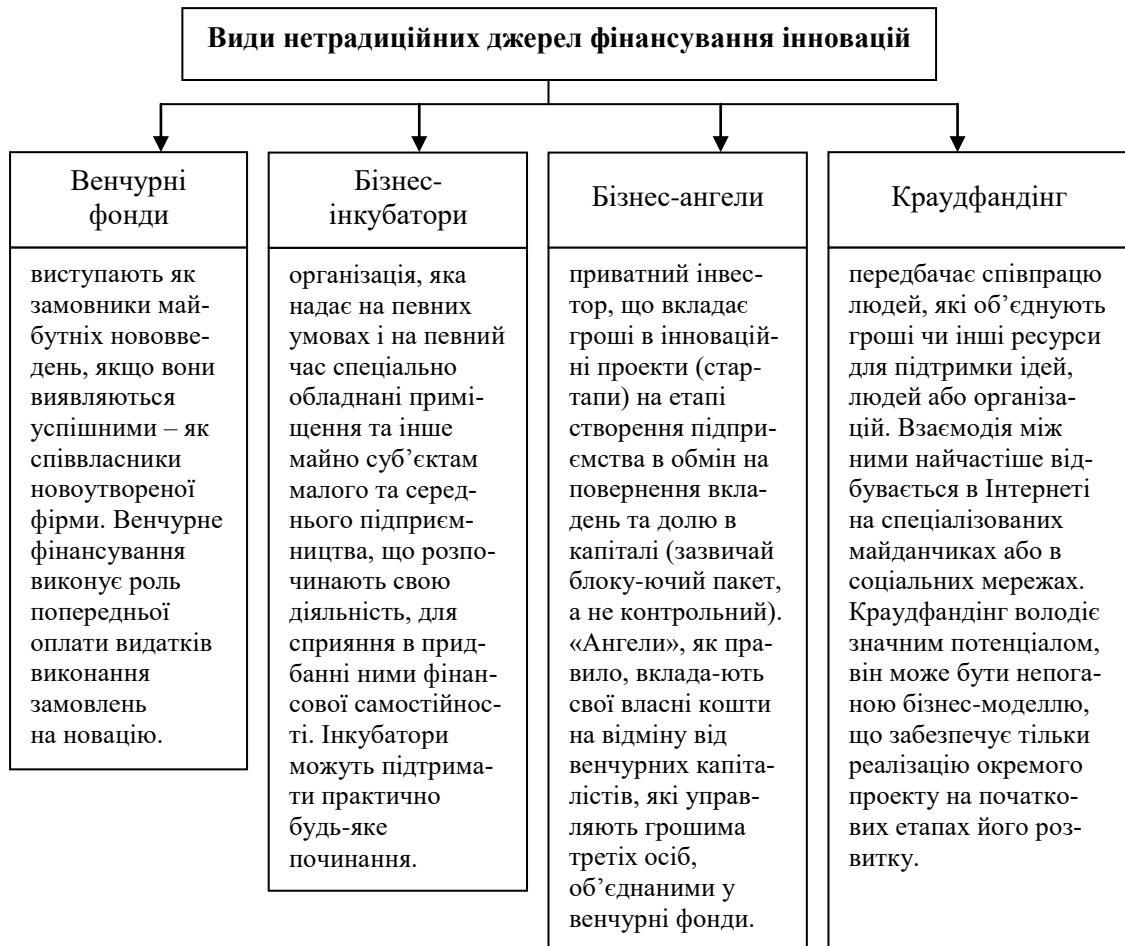 Види нетрадиційних джерел фінансування інновацій
Венчурні
фонди
виступають як
замовники май-
бутніх нововве-
день, якщо вони
виявляються
успішними – як
співвласники
новоутвореної
фірми. Венчурне
фінансування
виконує роль
попередньої
оплати видатків
виконання
замовлень
на новацію.
Бізнес-
інкубатори
організація, яка
надає на певних
умовах і на певний
час спеціально
обладнані примі-
щення та інше
майно суб’єктам
малого та серед-
нього підприєм-
ництва, що розпо-
чинають свою
діяльність, для
сприяння в прид-
банні ними фінан-
сової самостійнос-
ті. Інкубатори
можуть підтрима-
ти практично
будь-яке
починання.
Бізнес-ангели
приватний інвес-
тор, що вкладає
гроші в інновацій-
ні проекти (стар-
тапи) на етапі
створення підпри-
ємства в обмін на
повернення вкла-
день та долю в
капіталі (зазвичай
блоку-ючий пакет,
а не контрольний).
«Ангели», як пра-
вило, вклада-ють
свої власні кошти
на відміну від
венчурних капіта-
лістів, які управ-
ляють грошима
третіх осіб,
об’єднаними у
венчурні фонди.
Краудфандінг
передбачає співпрацю
людей, які об’єднують
гроші чи інші ресурси
для підтримки ідей,
людей або організа-
цій. Взаємодія між
ними найчастіше від-
бувається в Інтернеті
на спеціалізованих
майданчиках або в
соціальних мережах.
Краудфандінг володіє
значним потенціалом,
він може бути непога-
ною бізнес-моделлю,
що забезпечує тільки
реалізацію окремого
проекту на початко-
вих етапах його роз-
витку.